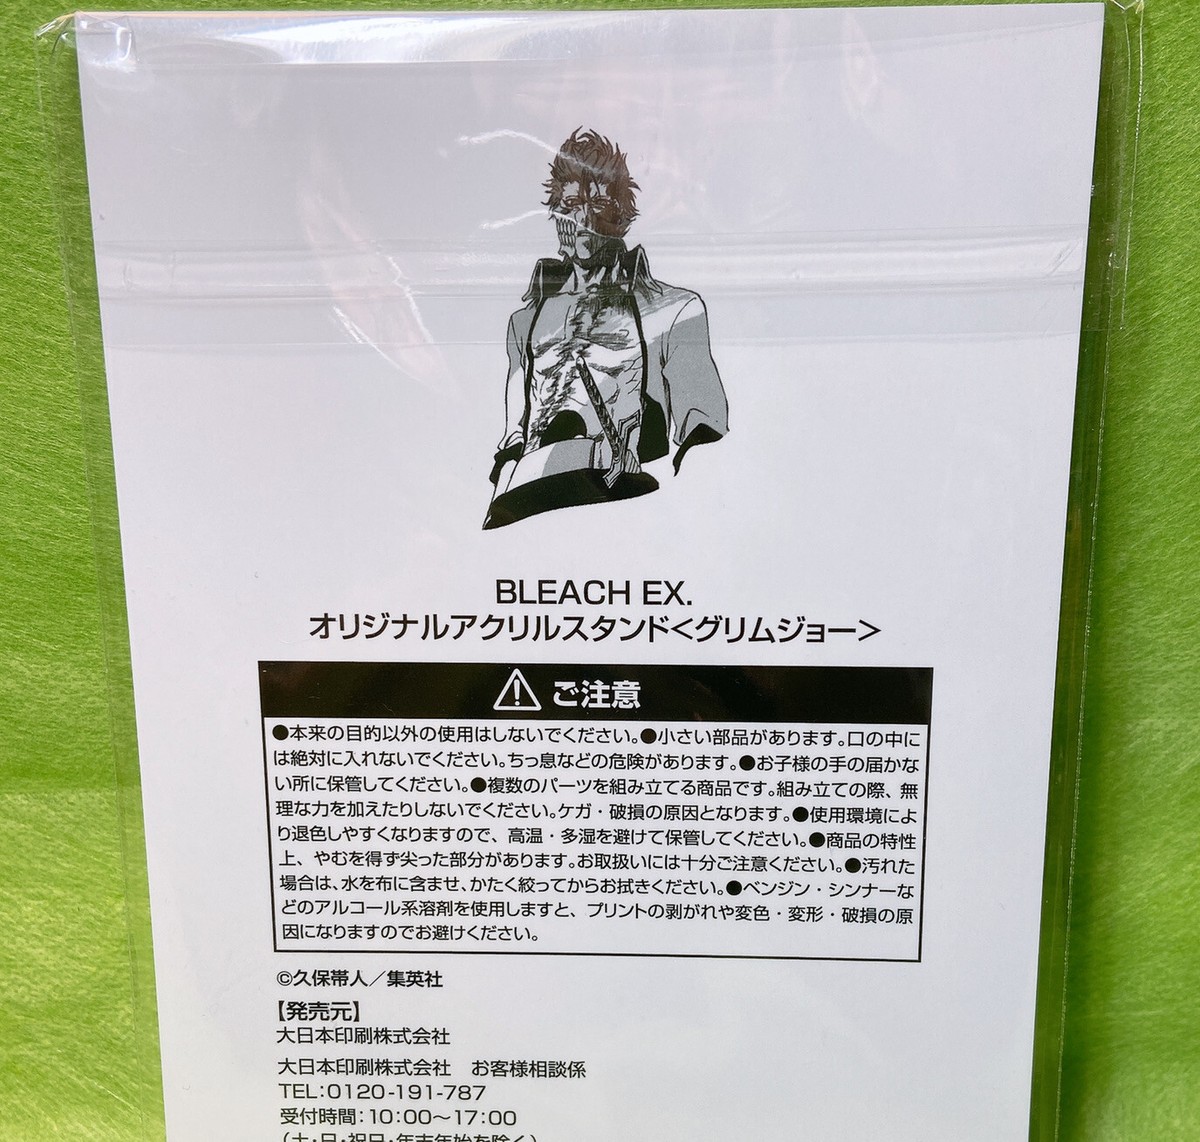 BLEACH EX.
オリジナルアクリルスタンド<グリムジョー>
ご注意
●本来の目的以外の使用はしないでください。●小さい部品があります。口の中に
は絶対に入れないでください。ちっ息などの危険があります。●お子様の手の届かな
い所に保管してください。●複数のパーツを組み立てる商品です。組み立ての際、無
理な力を加えたりしないでください。ケガ・破損の原因となります。●使用環境によ
り退色しやすくなりますので、高温・多湿を避けて保管してください。●商品の特性
上、やむを得ず尖った部分があります。お取扱いには十分ご注意ください。●汚れた
場合は、水を布に含ませ、かたく絞ってからお拭きください。●ベンジン・シンナーな
どのアルコール系溶剤を使用しますと、プリントの剥がれや変色・変形・破損の原
因になりますのでお避けください。
©久保帯人／集英社
【発売元】
大日本印刷株式会社
大日本印刷株式会社 お客様相談係
TEL:0120-191-787
受付時間:10:00～17:00
(土・日・祝日・年末年始を除く)